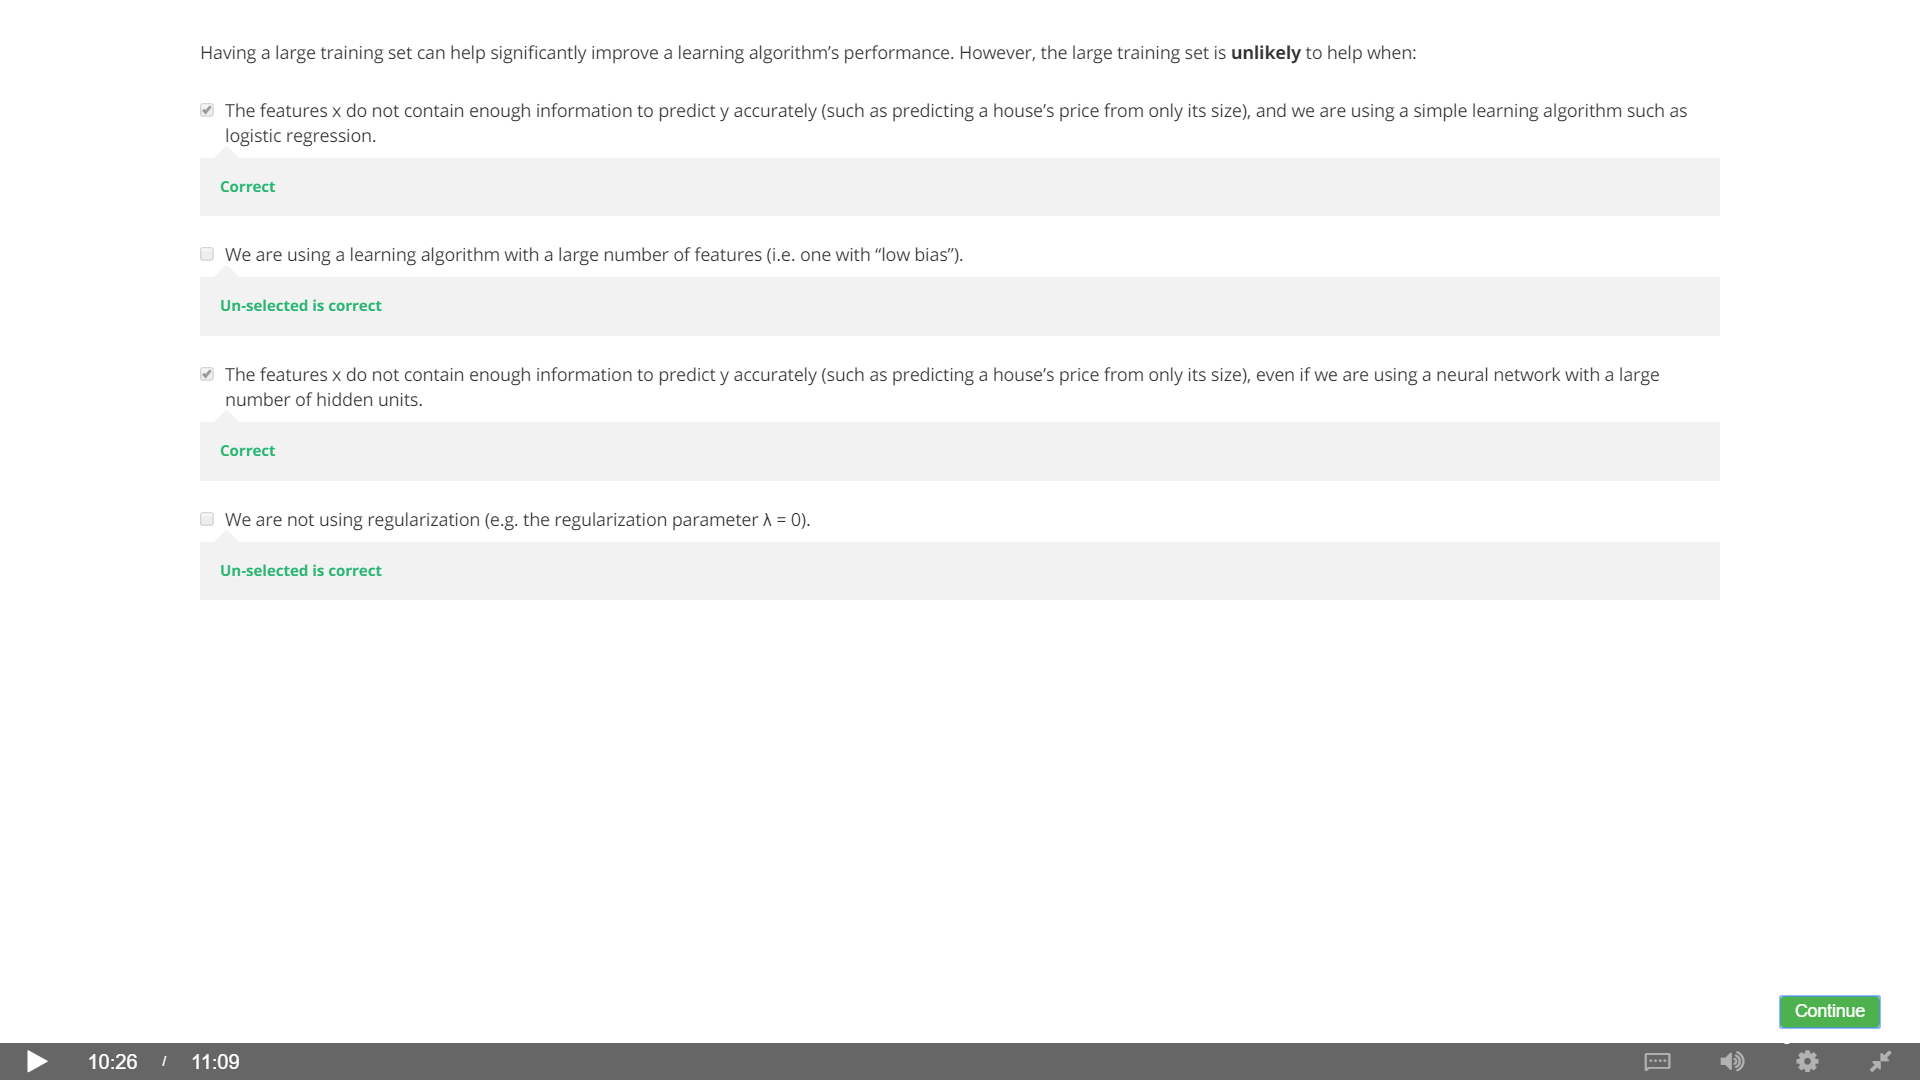 Having a large training set can help significantly improve a learning algorithm’s performance. However, the large training set is unlikely to help when:
The features x do not contain enough information to predict y accurately (such as predicting a house’s price from only its size), and we are using a simple learning algorithm such as
logistic regression.
Correct
We are using a learning algorithm with a large number of features (i.e. one with “low bias”).
Un-selected is correct
The features x do not contain enough information to predict y accurately (such as predicting a house’s price from only its size), even if we are using a neural network with a large
number of hidden units.
Correct
We are not using regularization (e.g. the regularization parameter λ = 0).
Un-selected is correct
Continue
10:26 / 11:09